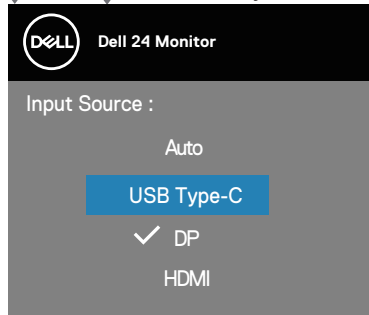 DELL
Dell 24 Monitor
Input Source :
Auto
USB Type-C
DP
HDMI